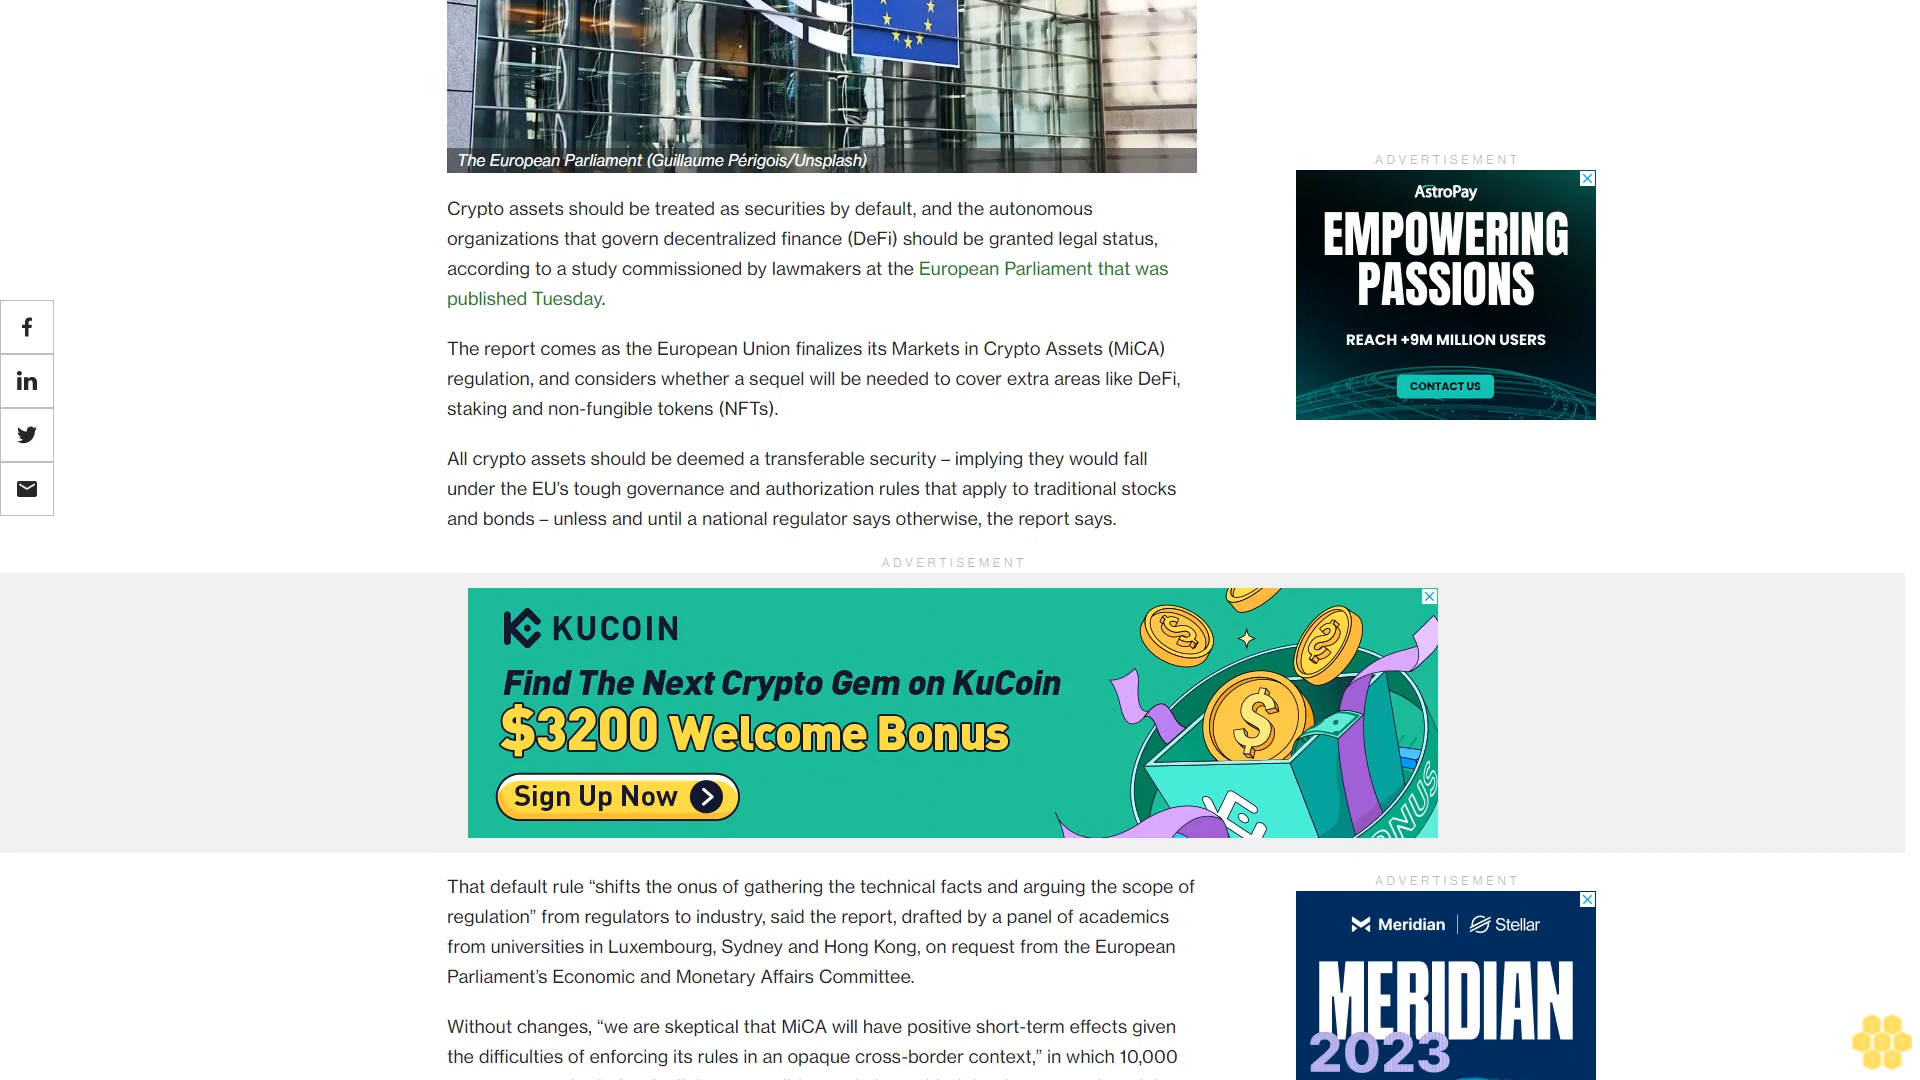 The European Parliament (Guillaume Périgois/Unsplash)
Crypto assets should be treated as securities by default, and the autonomous
organizations that govern decentralized finance (DeFi) should be granted legal status,
according to a study commissioned by lawmakers at the European Parliament that was
published Tuesday.
The report comes as the European Union finalizes its Markets in Crypto Assets (MiCA)
regulation, and considers whether a sequel will be needed to cover extra areas like DeFi,
staking and non-fungible tokens (NFTs).
All crypto assets should be deemed a transferable security – implying they would fall
under the EU’s tough governance and authorization rules that apply to traditional stocks
and bonds – unless and until a national regulator says otherwise, the report says.
ADVERTISEMENT
AstroPay
EMPOWERING
PASSIONS
REACH +9M MILLION USERS
CONTACT US
ADVERTISEMENT
KUCOIN
Find The Next Crypto Gem on KuCoin
$3200 Welcome Bonus
Sign Up Now
BONUS
That default rule “shifts the onus of gathering the technical facts and arguing the scope of
regulation” from regulators to industry, said the report, drafted by a panel of academics
from universities in Luxembourg, Sydney and Hong Kong, on request from the European
Parliament’s Economic and Monetary Affairs Committee.
Without changes, “we are skeptical that MiCA will have positive short-term effects given
the difficulties of enforcing its rules in an opaque cross-border context,” in which 10,000
ADVERTISEMENT
Meridian | Stellar
MERIDIAN
2023